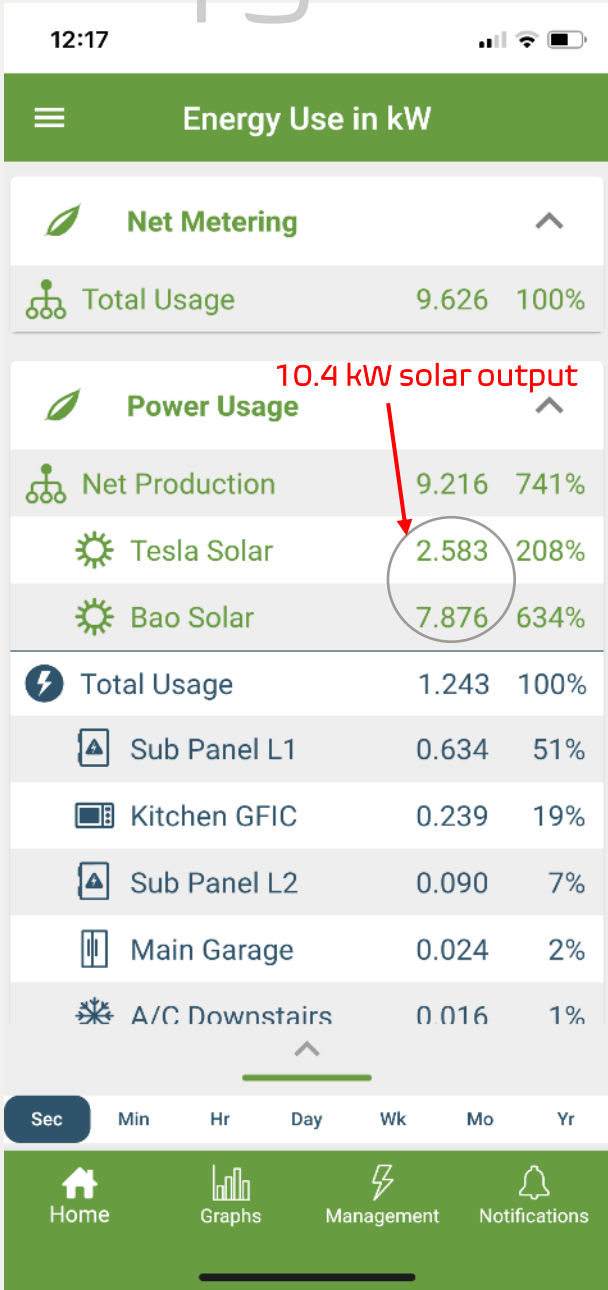 12:17
Energy Use in kW
Net Metering
Total Usage 9.626 100%
10.4 kW solar output
Power Usage
Net Production 9.216 741%
Tesla Solar 2.583 208%
Bao Solar 7.876 634%
Total Usage 1.243 100%
Sub Panel L1 0.634 51%
Kitchen GFIC 0.239 19%
Sub Panel L2 0.090 7%
Main Garage 0.024 2%
A/C Downstairs 0.016 1%
Sec Min Hr Day Wk Mo Yr
Home Graphs Management Notifications